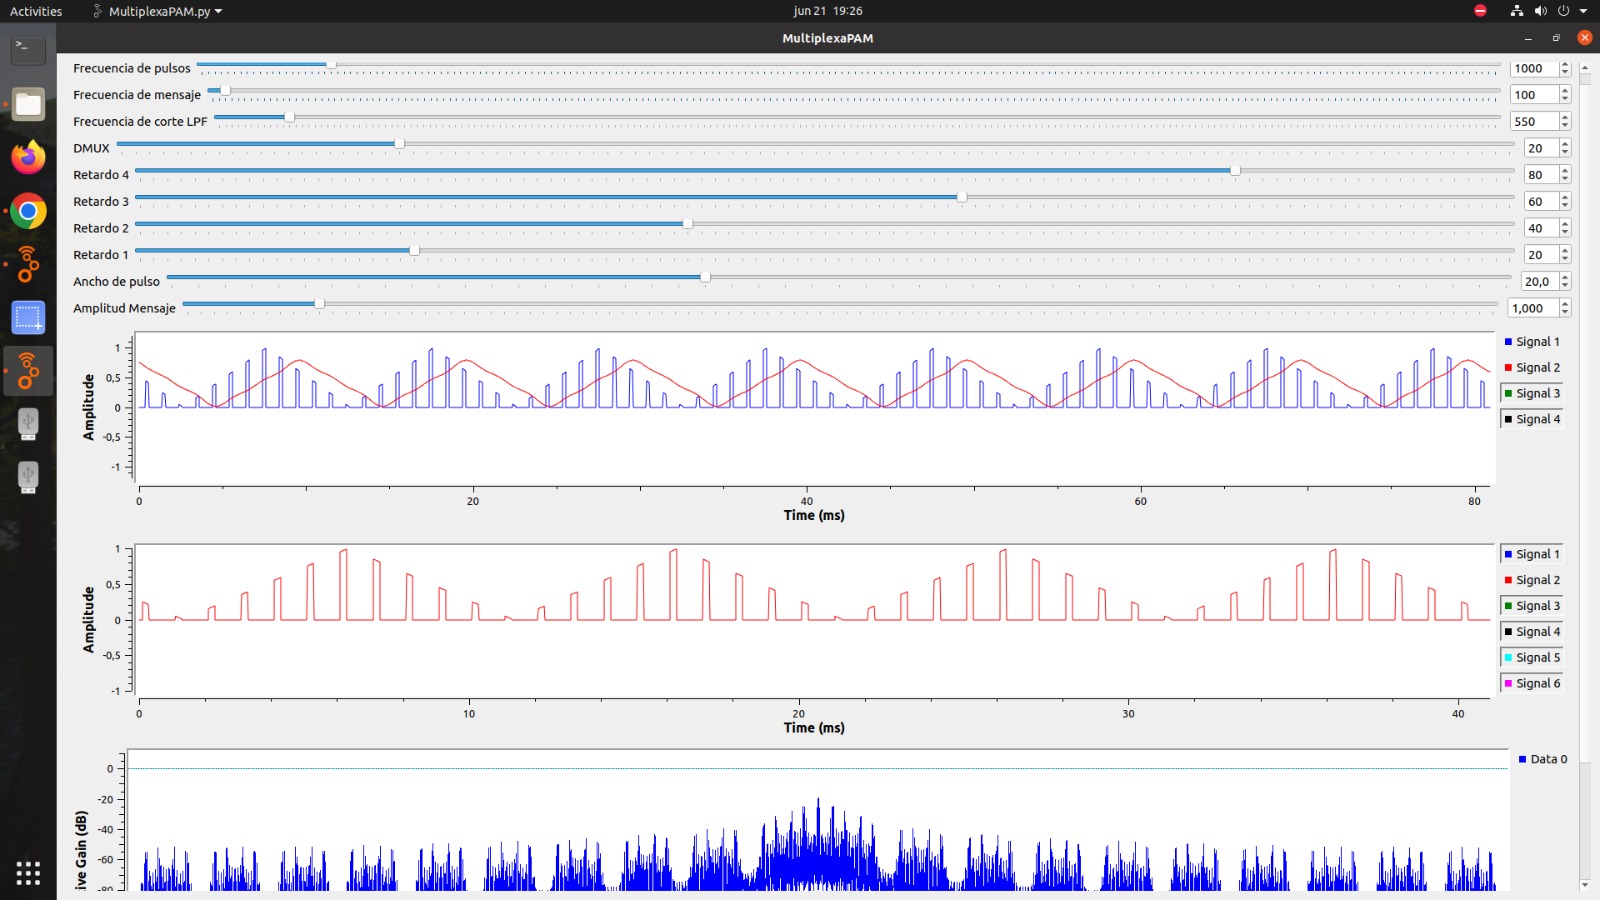 Activities MultiplexaPAM.py jun 21 19:26
MultiplexaPAM
Frecuencia de pulsos 1000
Frecuencia de mensaje 100
Frecuencia de corte LPF 550
DMUX 20
Retardo 4 80
Retardo 3 60
Retardo 2 40
Retardo 1 20
Ancho de pulso 20,0
Amplitud Mensaje 1,000
Amplitude
1
0,5
0
-0,5
-1
0 20 40 60 80
Time (ms)
Signal 1
Signal 2
Signal 3
Signal 4
Amplitude
1
0,5
0
-0,5
-1
0 10 20 30 40
Time (ms)
Signal 1
Signal 2
Signal 3
Signal 4
Signal 5
Signal 6
ive Gain (dB)
0
-20
-40
-60
-80
Data 0